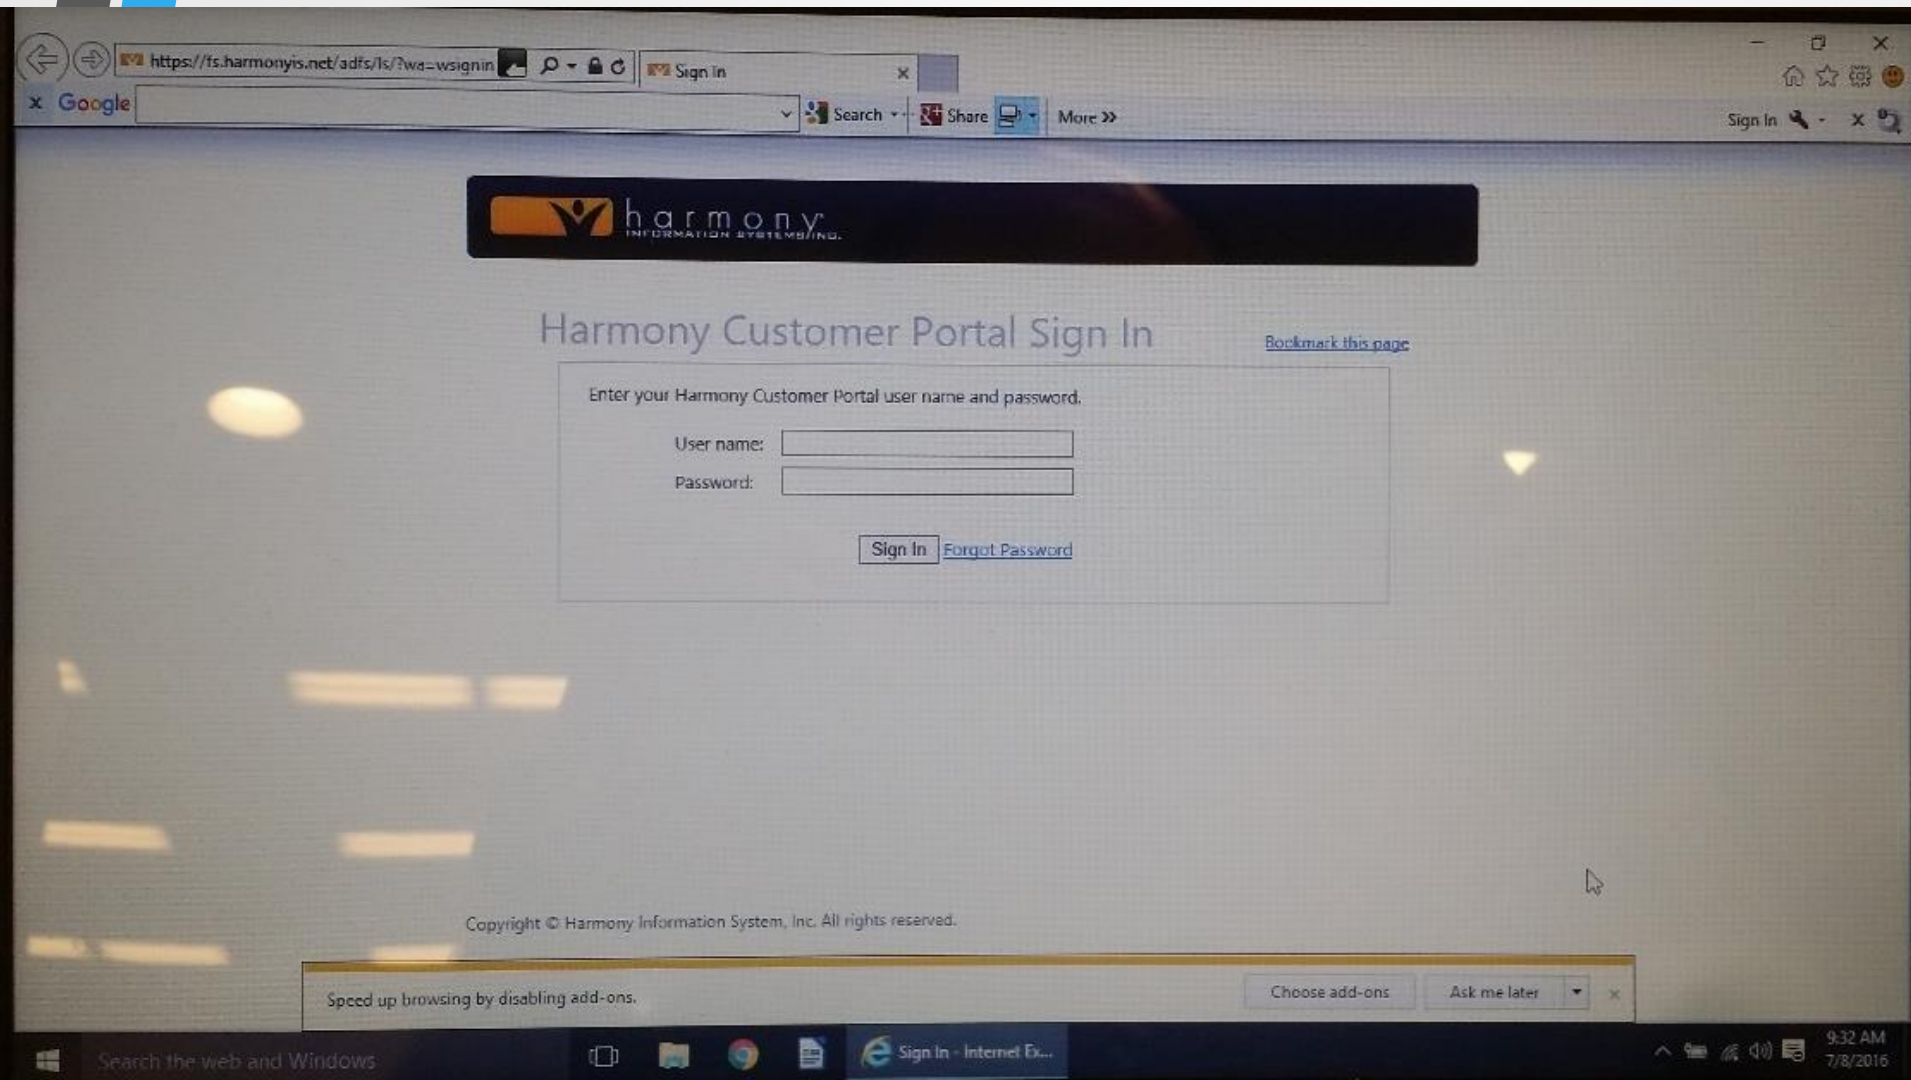 https://fs.harmonyis.net/adfs/ls/?wa=wsignin
Sign In
x Google
Search
Share
More »
Sign In
harmony
INFORMATION SYSTEMS, INC.
Harmony Customer Portal Sign In
Bookmark this page
Enter your Harmony Customer Portal user name and password.
User name:
Password:
Sign In Forgot Password
Copyright © Harmony Information System, Inc. All rights reserved.
Speed up browsing by disabling add-ons.
Choose add-ons
Ask me later
Search the web and Windows
Sign In - Internet Ex...
9:32 AM
7/8/2016